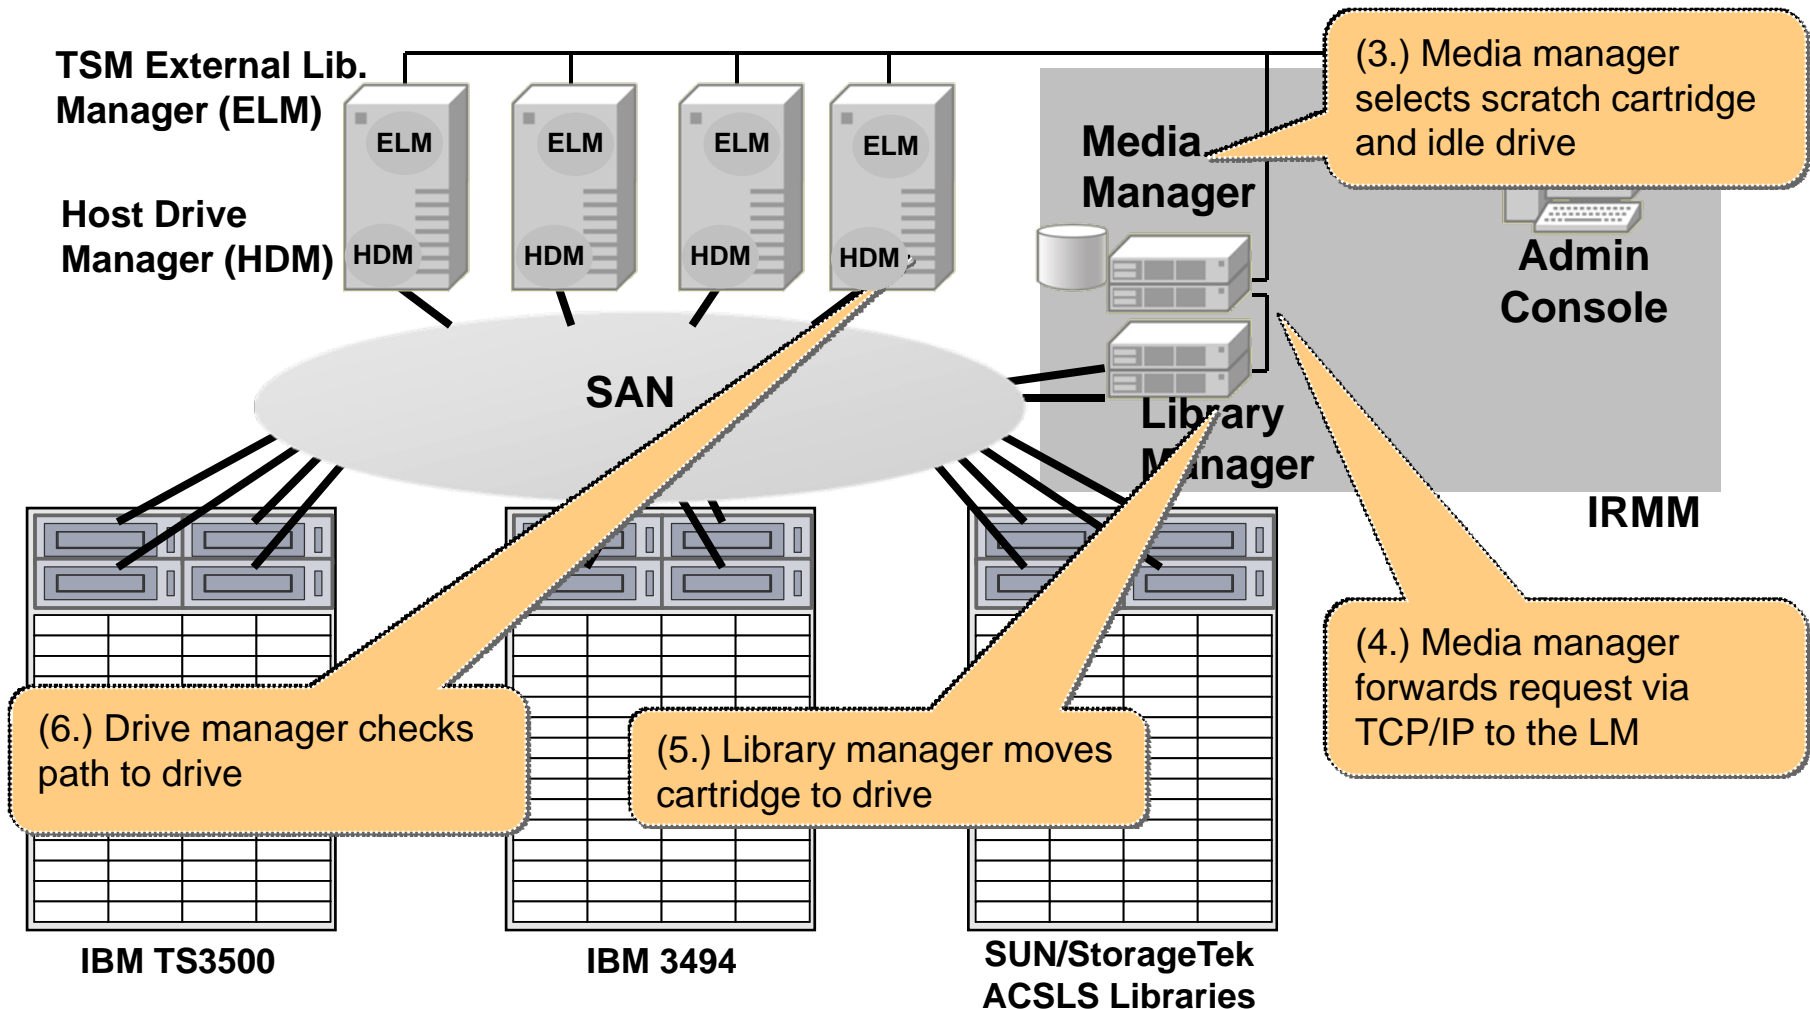 TSM External Lib.
Manager (ELM)
Host Drive
Manager (HDM)
ELM
ELM
ELM
ELM
HDM
HDM
HDM
HDM
(3.) Media manager
selects scratch cartridge
and idle drive
Media
Manager
Admin
Console
SAN
Library
Manager
IRMM
(4.) Media manager
forwards request via
TCP/IP to the LM
(6.) Drive manager checks
path to drive
(5.) Library manager moves
cartridge to drive
IBM TS3500
IBM 3494
SUN/StorageTek
ACSLS Libraries